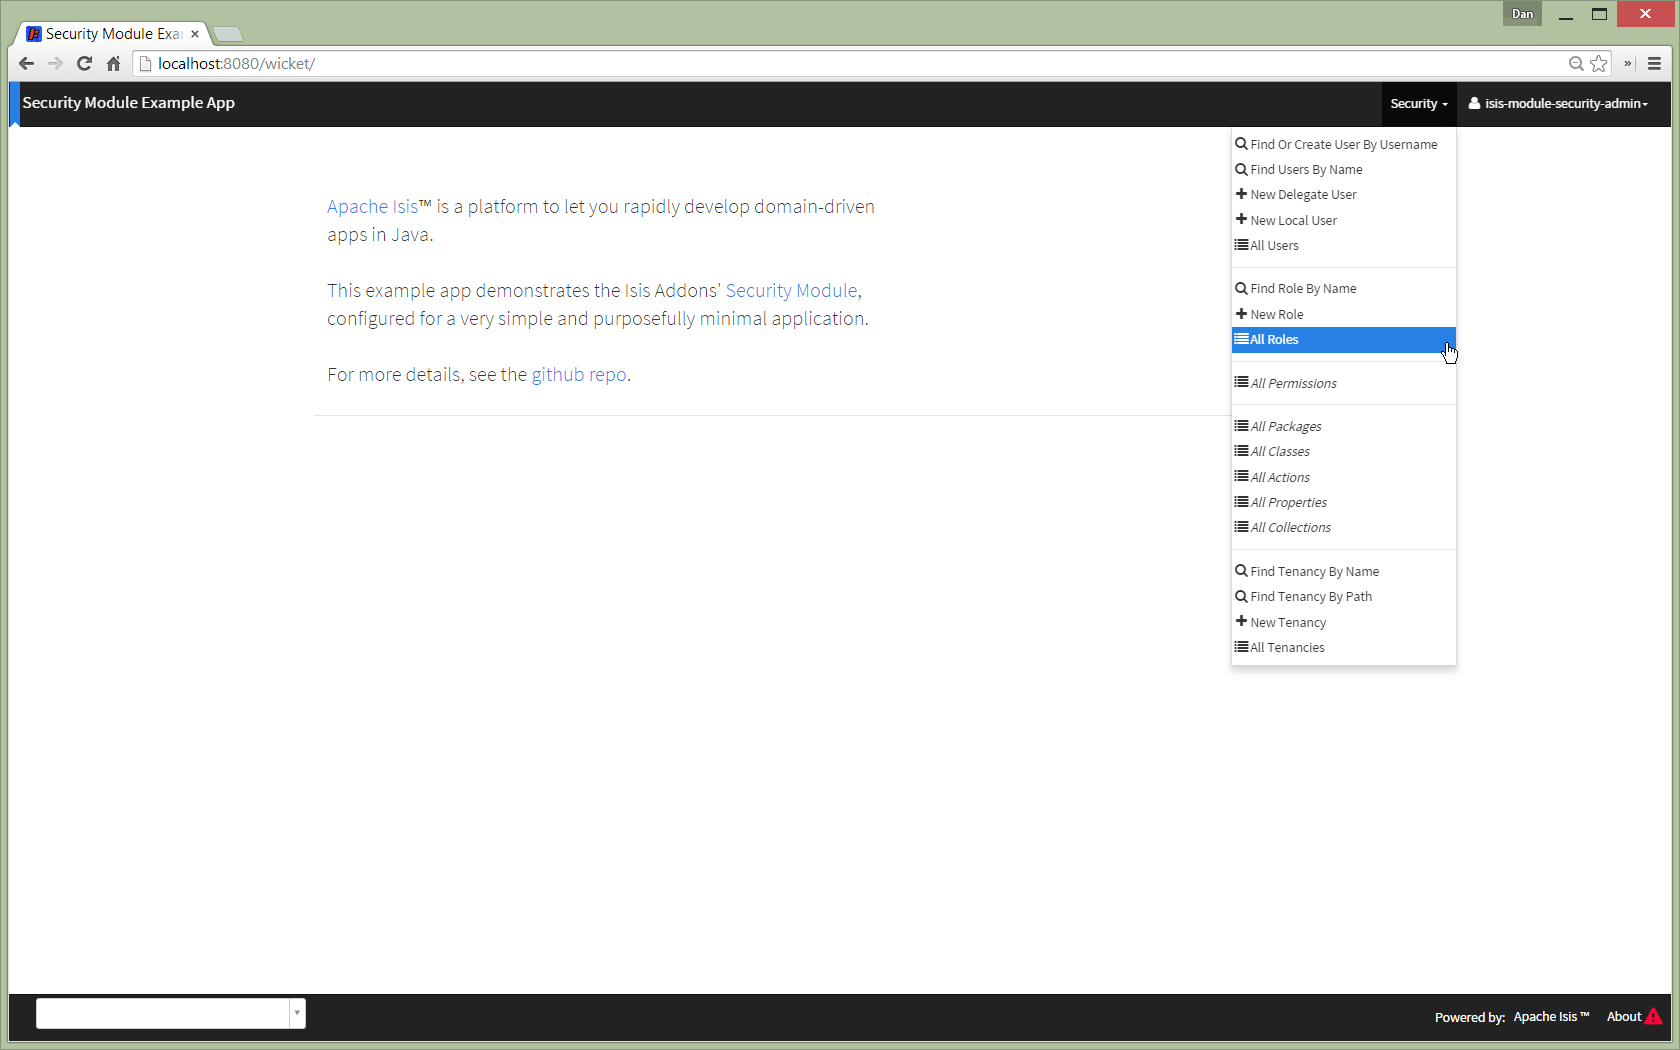 Dan
Security Module Exa
localhost:8080/wicket/
Security Module Example App
Security
isis-module-security-admin
Find Or Create User By Username
Find Users By Name
New Delegate User
New Local User
All Users
Find Role By Name
New Role
All Roles
All Permissions
All Packages
All Classes
All Actions
All Properties
All Collections
Find Tenancy By Name
Find Tenancy By Path
New Tenancy
All Tenancies
Apache Isis™ is a platform to let you rapidly develop domain-driven
apps in Java.
This example app demonstrates the Isis Addons' Security Module,
configured for a very simple and purposefully minimal application.
For more details, see the github repo.
Powered by: Apache Isis ™ About